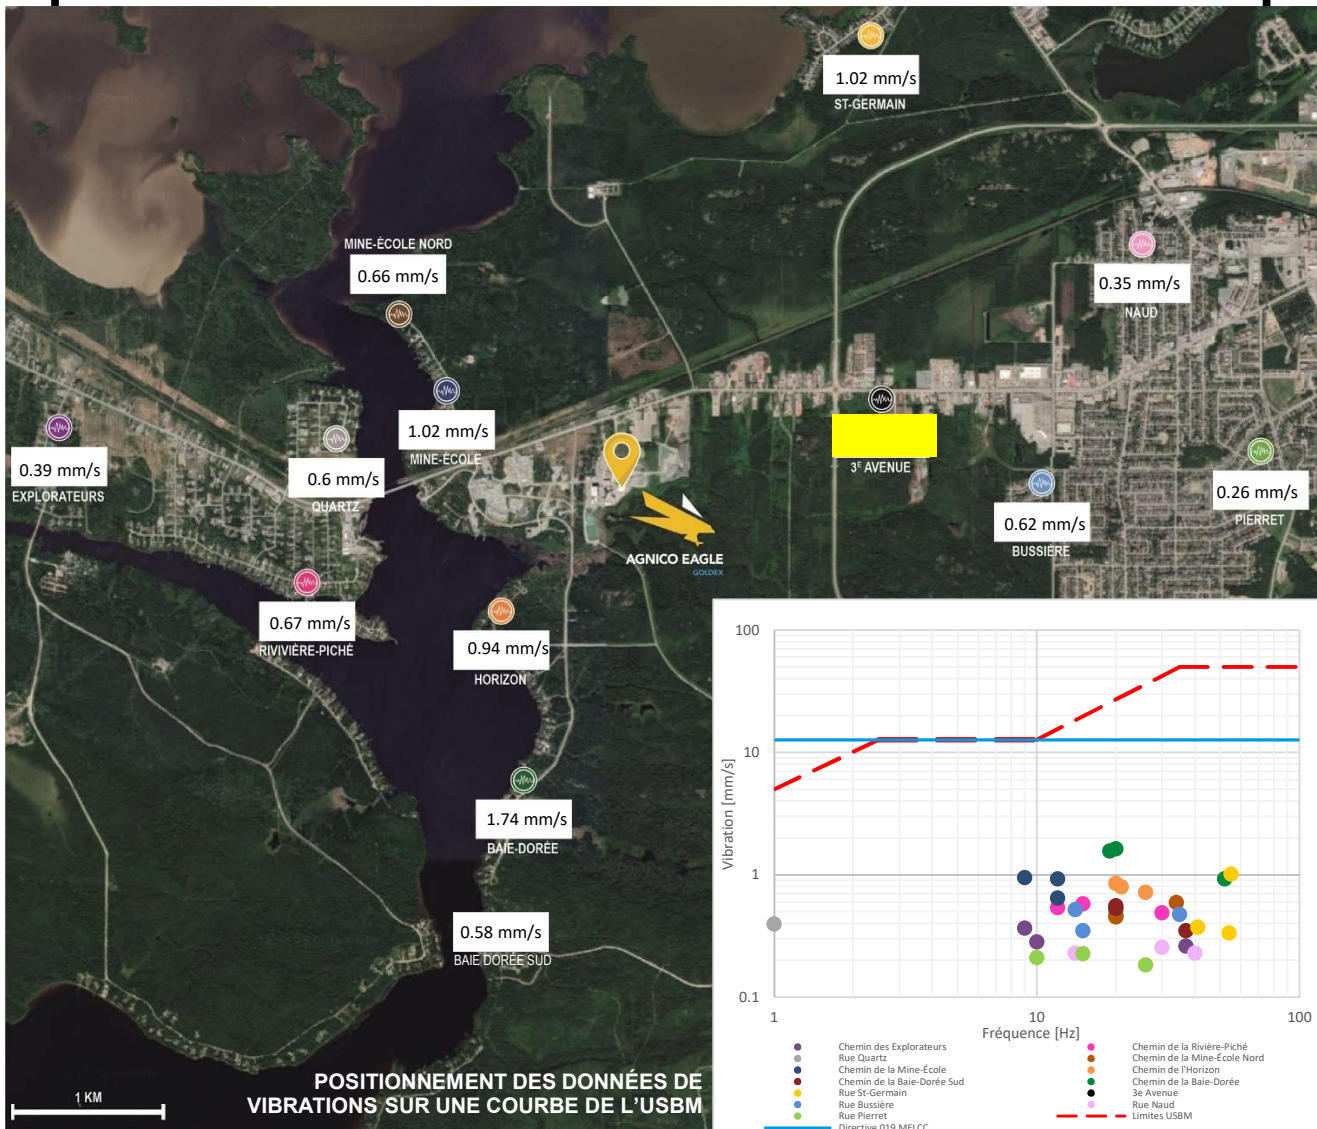 1.02 mm/s
ST-GERMAIN
MINE-ÉCOLE NORD
0.66 mm/s
0.35 mm/s
NAUD
1.02 mm/s
MINE-ÉCOLE
0.39 mm/s
EXPLORATEURS
0.6 mm/s
QUARTZ
3E AVENUE
0.26 mm/s
PIERRET
0.62 mm/s
BUSSIÈRE
AGNICO EAGLE
GOLDEX
0.67 mm/s
RIVIVIÈRE-PICHÉ
0.94 mm/s
HORIZON
1.74 mm/s
BAIE-DORÉE
0.58 mm/s
BAIE DORÉE SUD
POSITIONNEMENT DES DONNÉES DE
VIBRATIONS SUR UNE COURBE DE L'USBM
1 KM
100
10
1
0.1
Vibration [mm/s]
1
10
100
Fréquence [Hz]
Chemin des Explorateurs
Rue Quartz
Chemin de la Mine-École
Chemin de la Baie-Dorée Sud
Rue St-Germain
Rue Bussière
Rue Pierret
Directive 019 MELCC
Chemin de la Rivière-Piché
Chemin de la Mine-École Nord
Chemin de l'Horizon
Chemin de la Baie-Dorée
3e Avenue
Rue Naud
Limites USBM